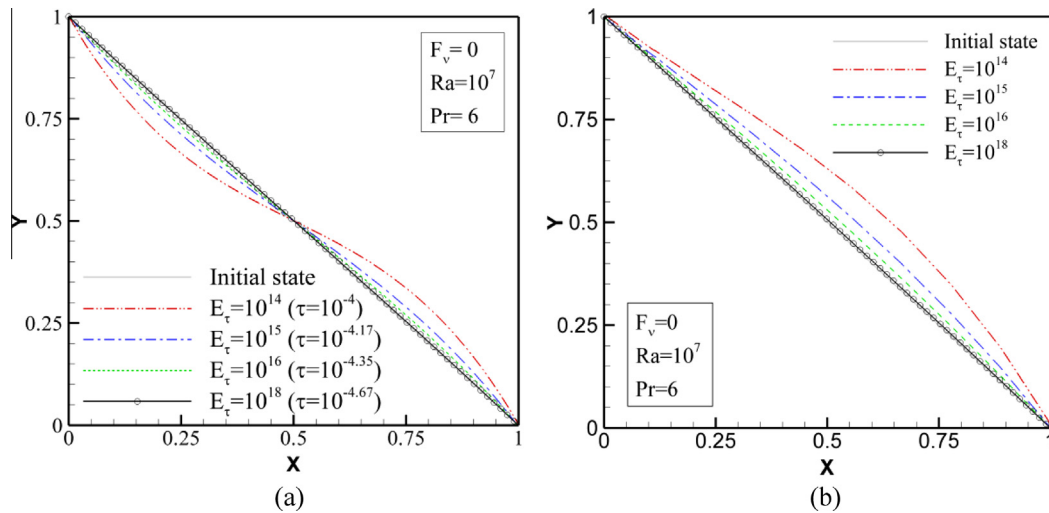 1
0.75
0.5
0.25
0
Y
0
0.25
0.5
0.75
1
X
F_ν= 0
Ra=10^7
Pr= 6
Initial state
E_τ=10^14 (τ=10^-4)
E_τ=10^15 (τ=10^-4.17)
E_τ=10^16 (τ=10^-4.35)
E_τ=10^18 (τ=10^-4.67)
(a)
1
0.75
0.5
0.25
0
Y
0
0.25
0.5
0.75
1
X
Initial state
E_τ=10^14
E_τ=10^15
E_τ=10^16
E_τ=10^18
F_ν=0
Ra=10^7
Pr=6
(b)